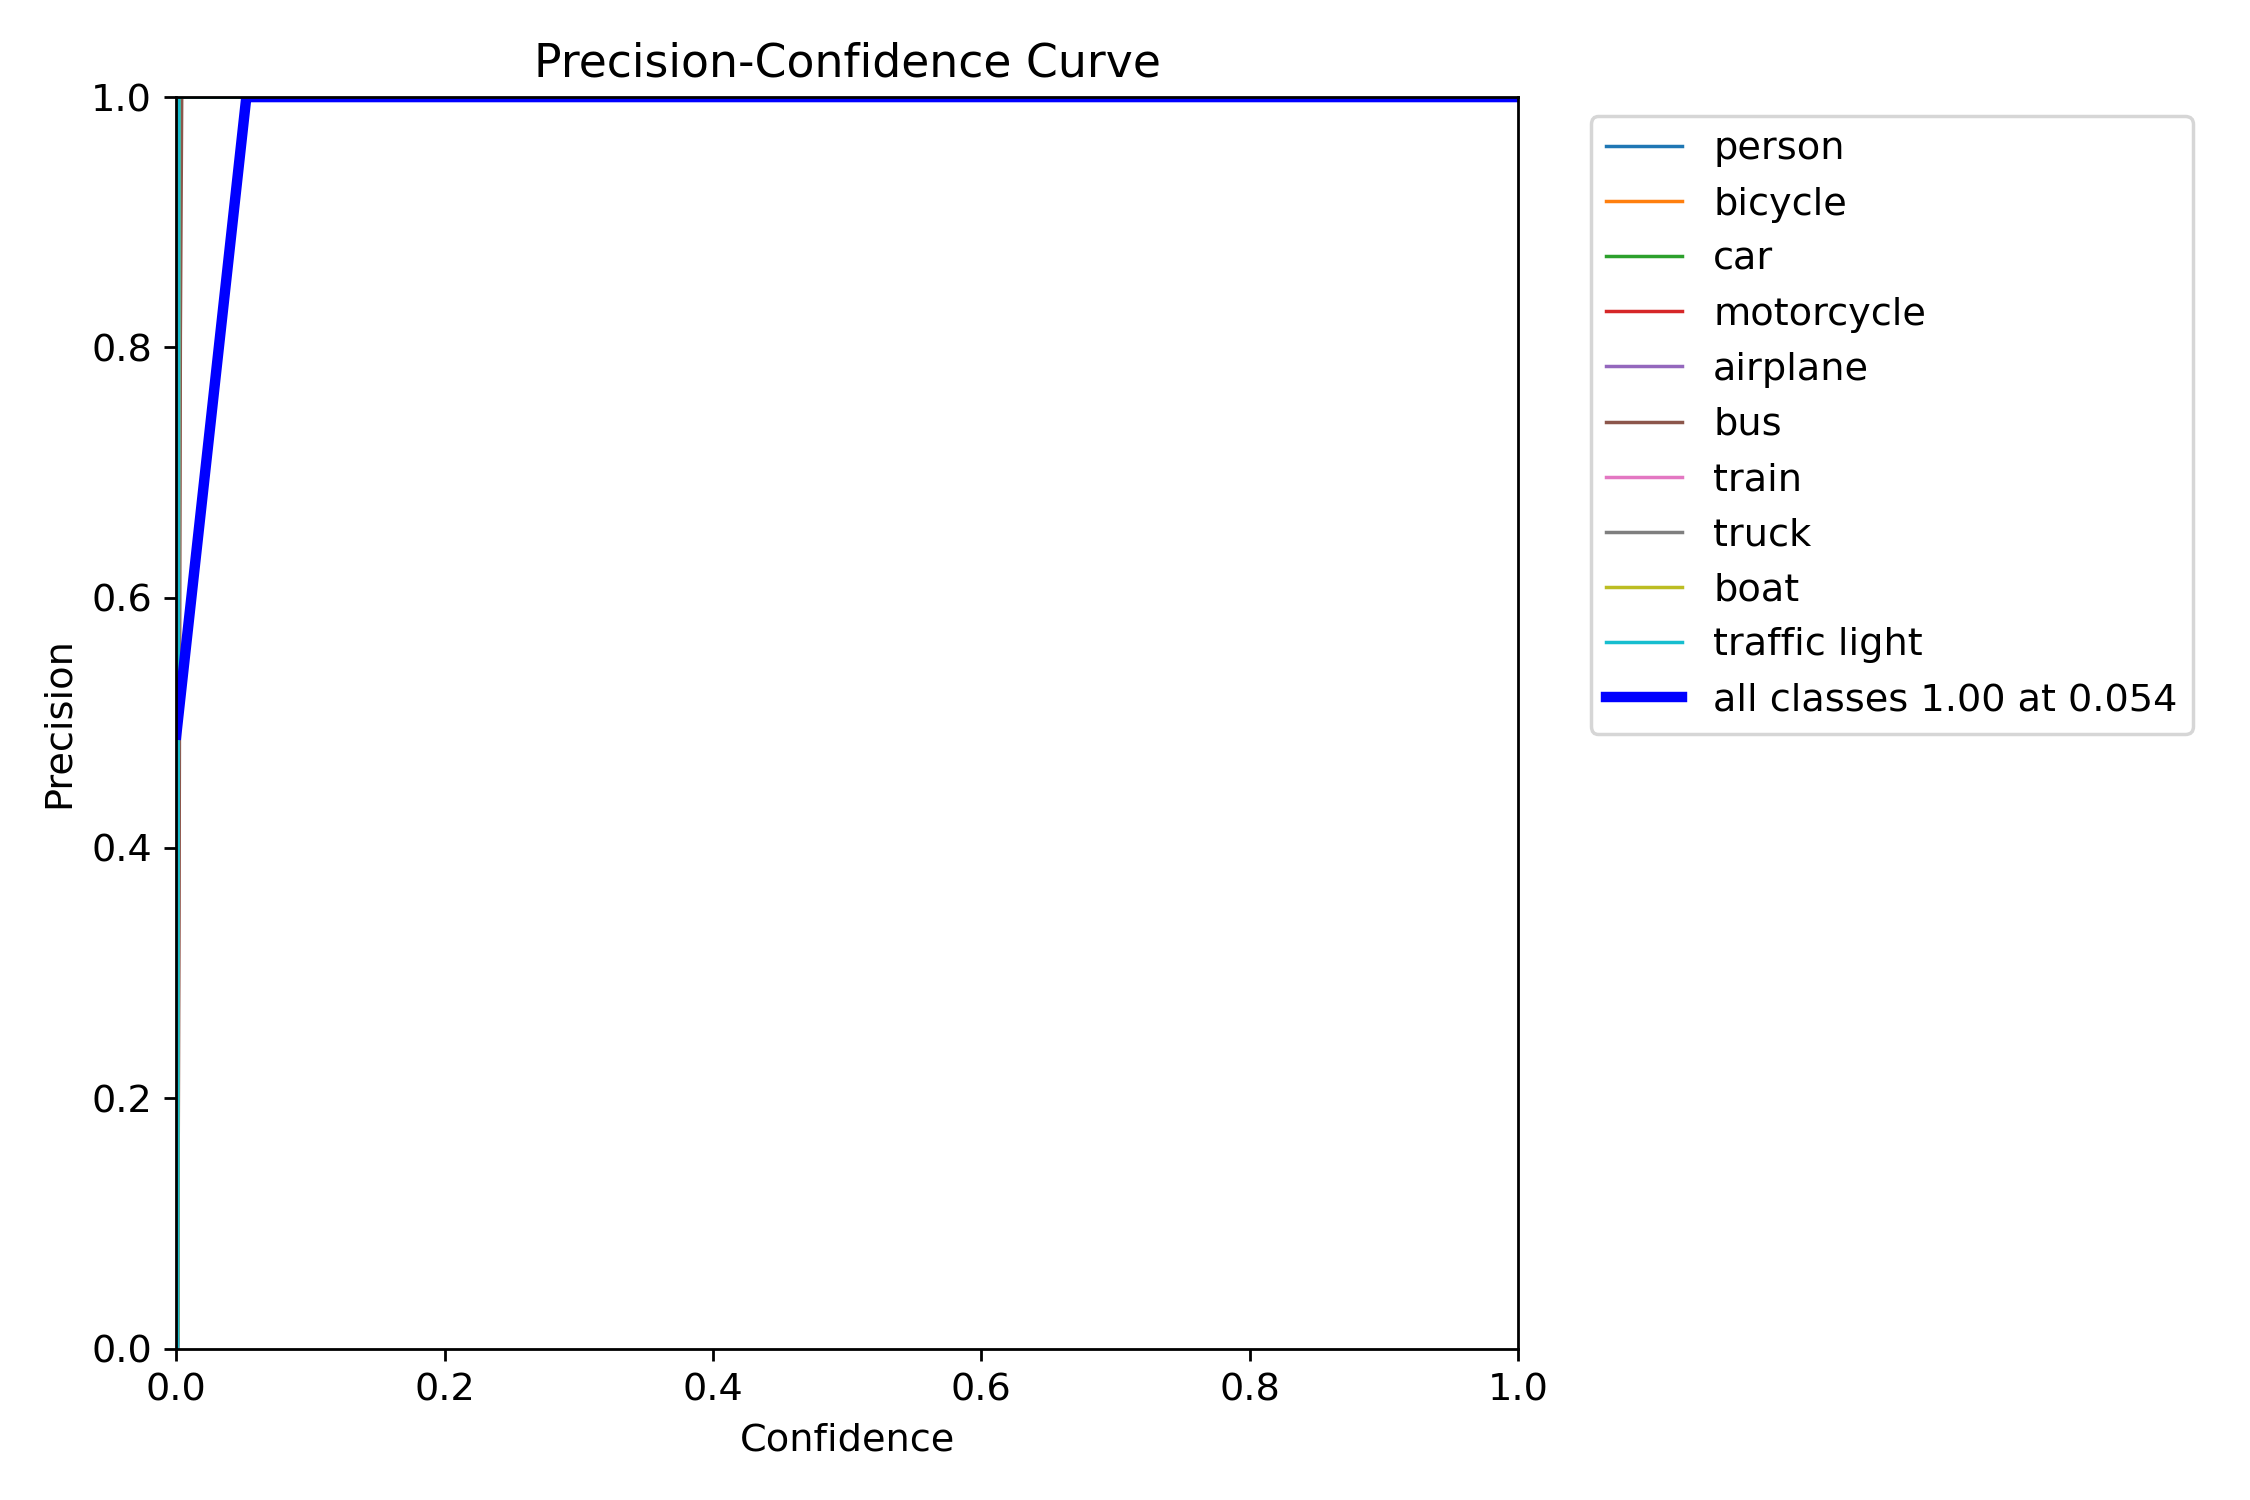 Precision-Confidence Curve
1.0
0.8
0.6
0.4
0.2
0.0
Precision
0.0 0.2 0.4 0.6 0.8 1.0
Confidence
person
bicycle
car
motorcycle
airplane
bus
train
truck
boat
traffic light
all classes 1.00 at 0.054